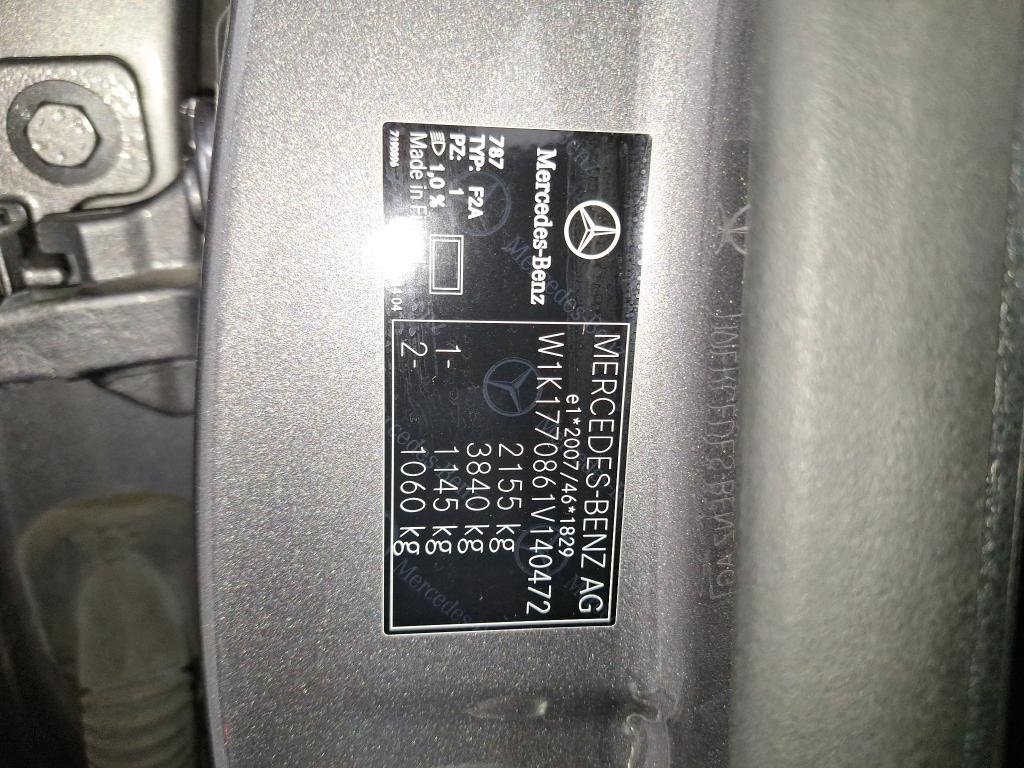 Mercedes-Benz
787
TYP: F2A
PZ: 1
1,0 %
Made in
7190096
MERCEDES-BENZ AG
e1*2007/46*1829
W1K1770861V140472
2155 kg
3840 kg
1- 1145 kg
2- 1060 kg